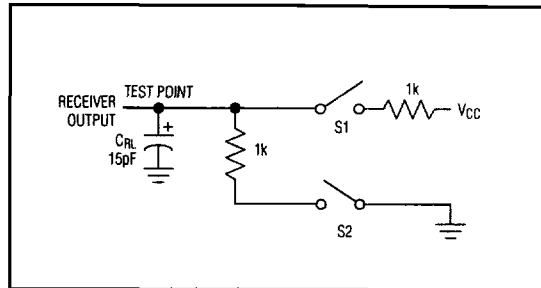 TEST POINT
RECEIVER
OUTPUT
CRL
15pF
+
1k
S1
1k
VCC
S2